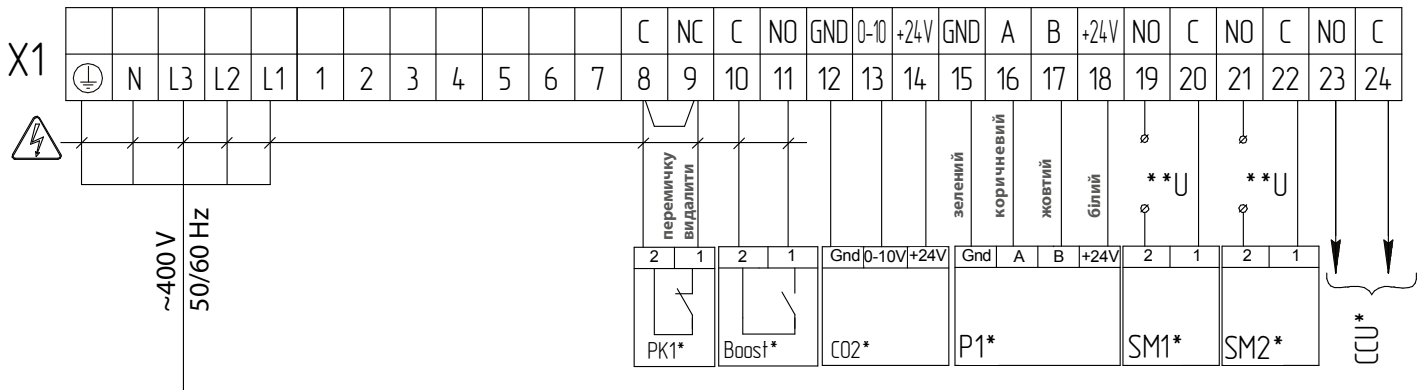 X1
C NC C NO GND 0-10 +24V GND A B +24V NO C NO C NO C
N L3 L2 L1 1 2 3 4 5 6 7 8 9 10 11 12 13 14 15 16 17 18 19 20 21 22 23 24
~400 V
50/60 Hz
перемичку
видалити
зелений
коричневий
жовтий
білий
**U
**U
2 1
2 1
Gnd 0-10V +24V
Gnd A B +24V
2 1
2 1
PK1*
Boost*
CO2*
P1*
SM1*
SM2*
CCU*